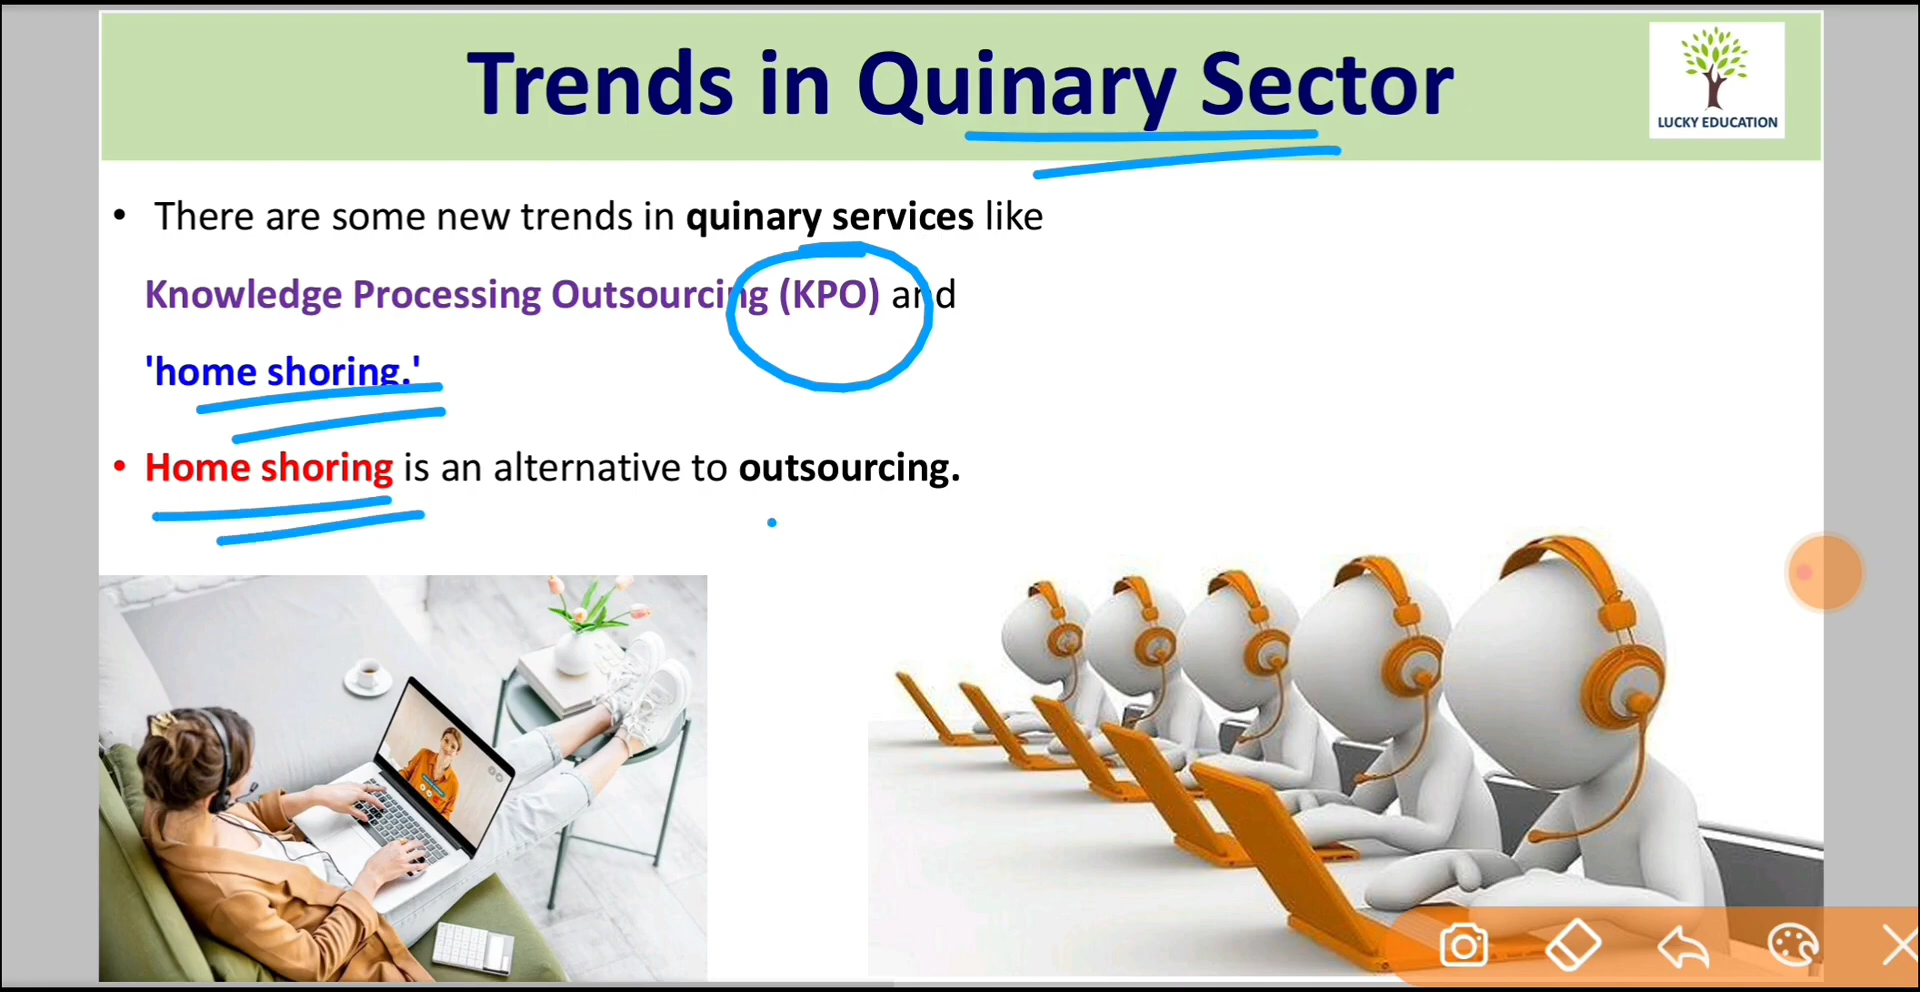 Trends in Quinary Sector
LUCKY EDUCATION
• There are some new trends in quinary services like
Knowledge Processing Outsourcing (KPO) and
'home shoring.'
• Home shoring is an alternative to outsourcing.